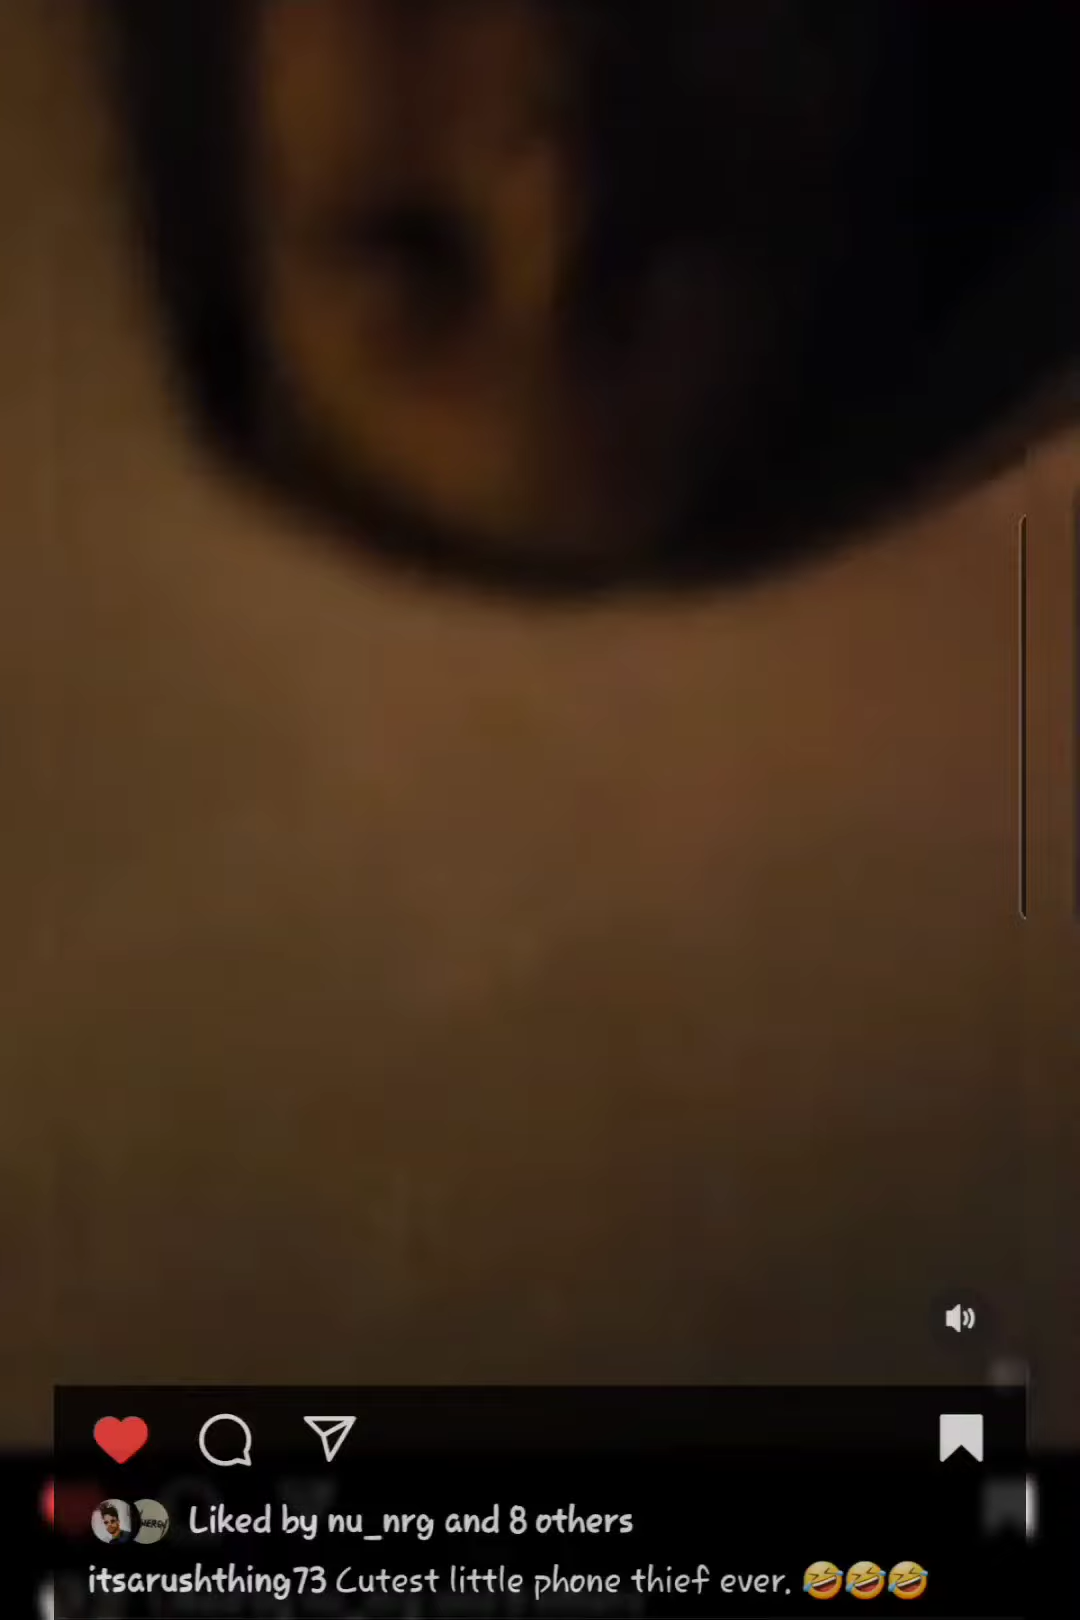 Liked by nu_nrg and 8 others
itsarushthing73 Cutest little phone thief ever. 🤣🤣🤣